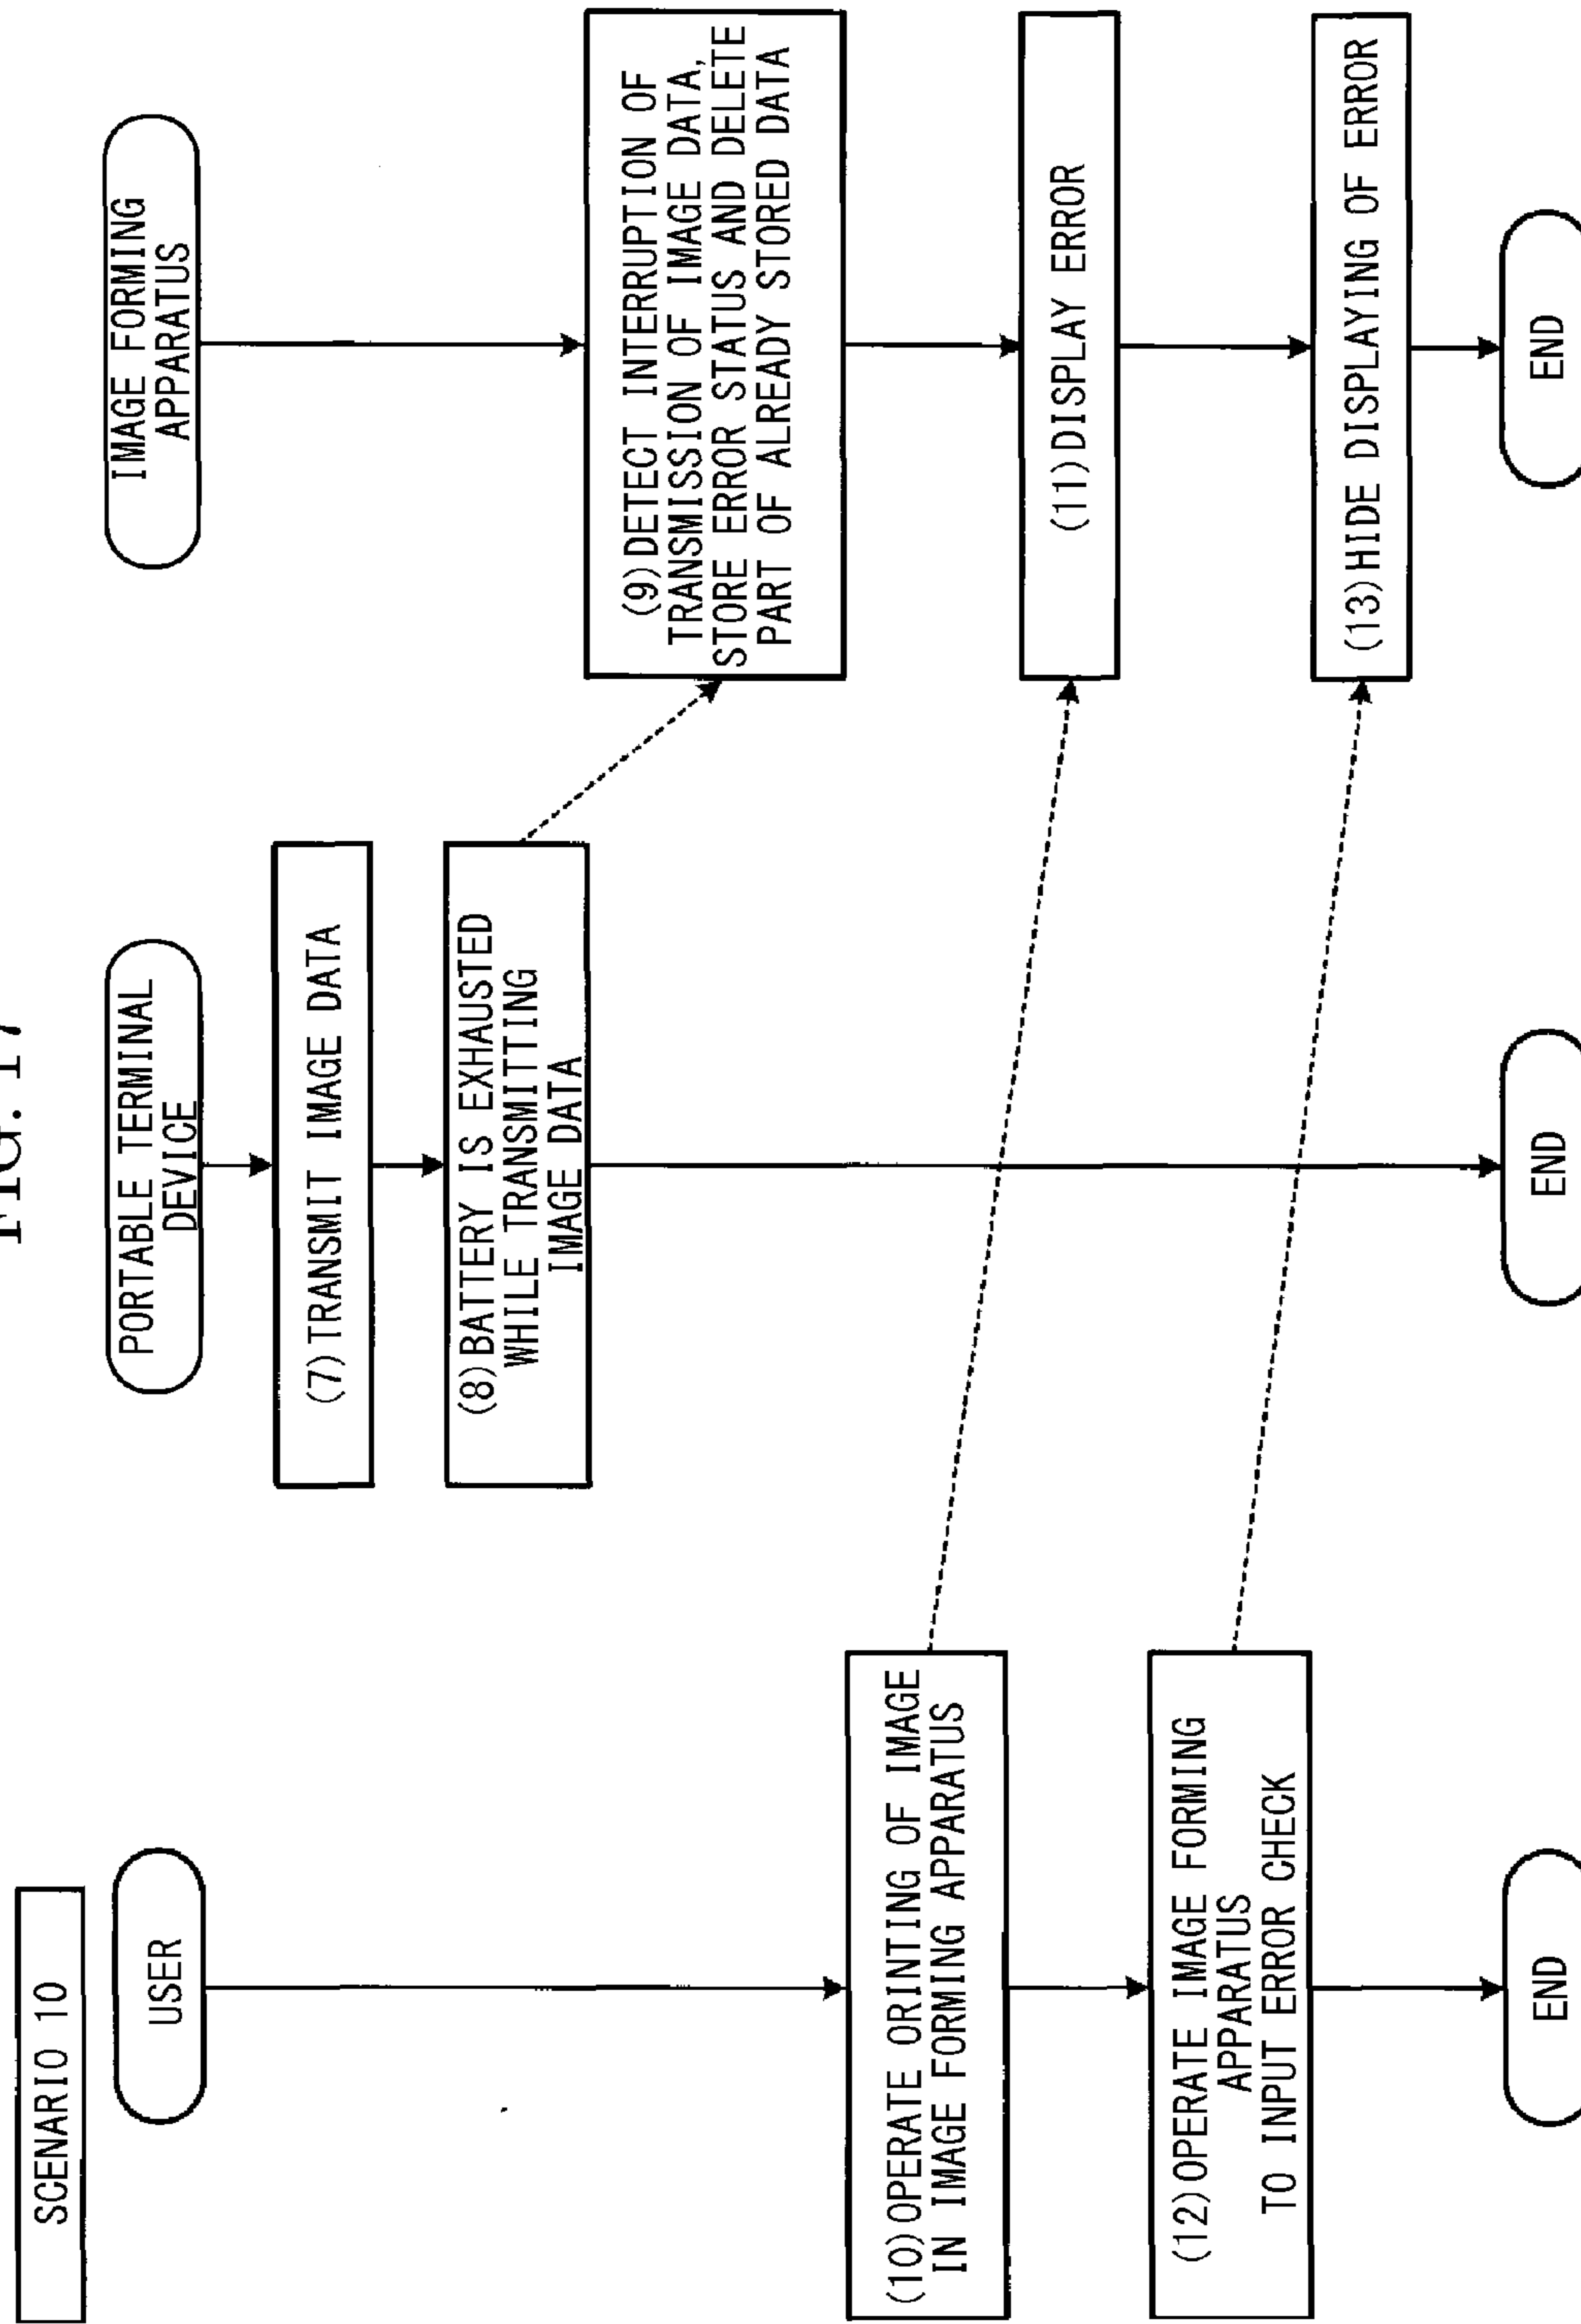 FIG. 17
SCENARIO 10
USER
PORTABLE TERMINAL
DEVICE
IMAGE FORMING
APPARATUS
(7)TRANSMIT IMAGE DATA
(8)BATTERY IS EXHAUSTED
WHILE TRANSMITTING
IMAGE DATA
(9)DETECT INTERRUPTION OF
TRANSMISSION OF IMAGE DATA,
STORE ERROR STATUS AND DELETE
PART OF ALREADY STORED DATA
(10)OPERATE ORINTING OF IMAGE
IN IMAGE FORMING APPARATUS
(11)DISPLAY ERROR
(12)OPERATE IMAGE FORMING
APPARATUS
TO INPUT ERROR CHECK
(13)HIDE DISPLAYING OF ERROR
END
END
END